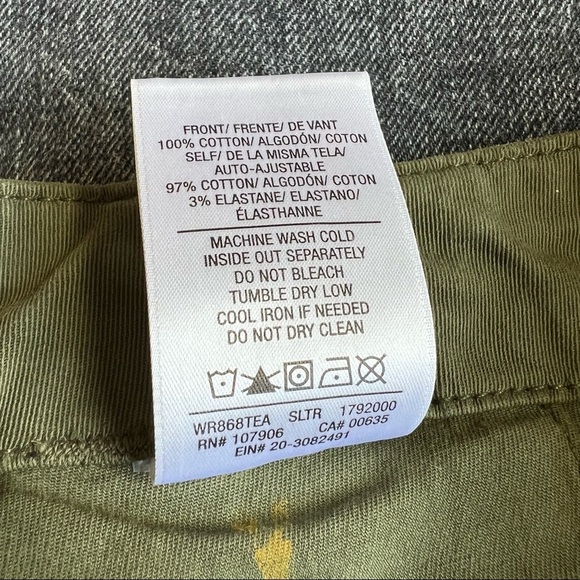 FRONT/ FRENTE/ DE VANT
100% COTTON/ ALGODÓN/ COTON
SELF/ DE LA MISMA TELA/
AUTO-AJUSTABLE
97% COTTON/ ALGODÓN/ COTON
3% ELASTANE/ ELASTANO/
ÉLASTHANNE
MACHINE WASH COLD
INSIDE OUT SEPARATELY
DO NOT BLEACH
TUMBLE DRY LOW
COOL IRON IF NEEDED
DO NOT DRY CLEAN
WR868TEA SLTR 1792000
RN# 107906 CA# 00635
EIN# 20-3082491